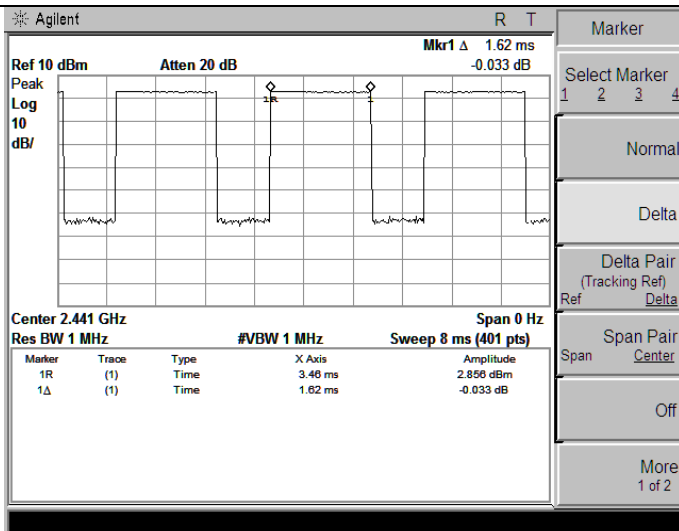 Agilent R T
Mkr1 Δ 1.62 ms
Ref 10 dBm Atten 20 dB -0.033 dB
Peak
Log
10
dB/
1R 1
Center 2.441 GHz Span 0 Hz
Res BW 1 MHz #VBW 1 MHz Sweep 8 ms (401 pts)
Marker Trace Type X Axis Amplitude
1R (1) Time 3.46 ms 2.856 dBm
1Δ (1) Time 1.62 ms -0.033 dB
Marker
Select Marker
1 2 3 4
Normal
Delta
Delta Pair
(Tracking Ref)
Ref Delta
Span Pair
Span Center
Off
More
1 of 2